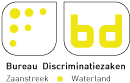 bd
Bureau Discriminatiezaken
Zaanstreek Waterland